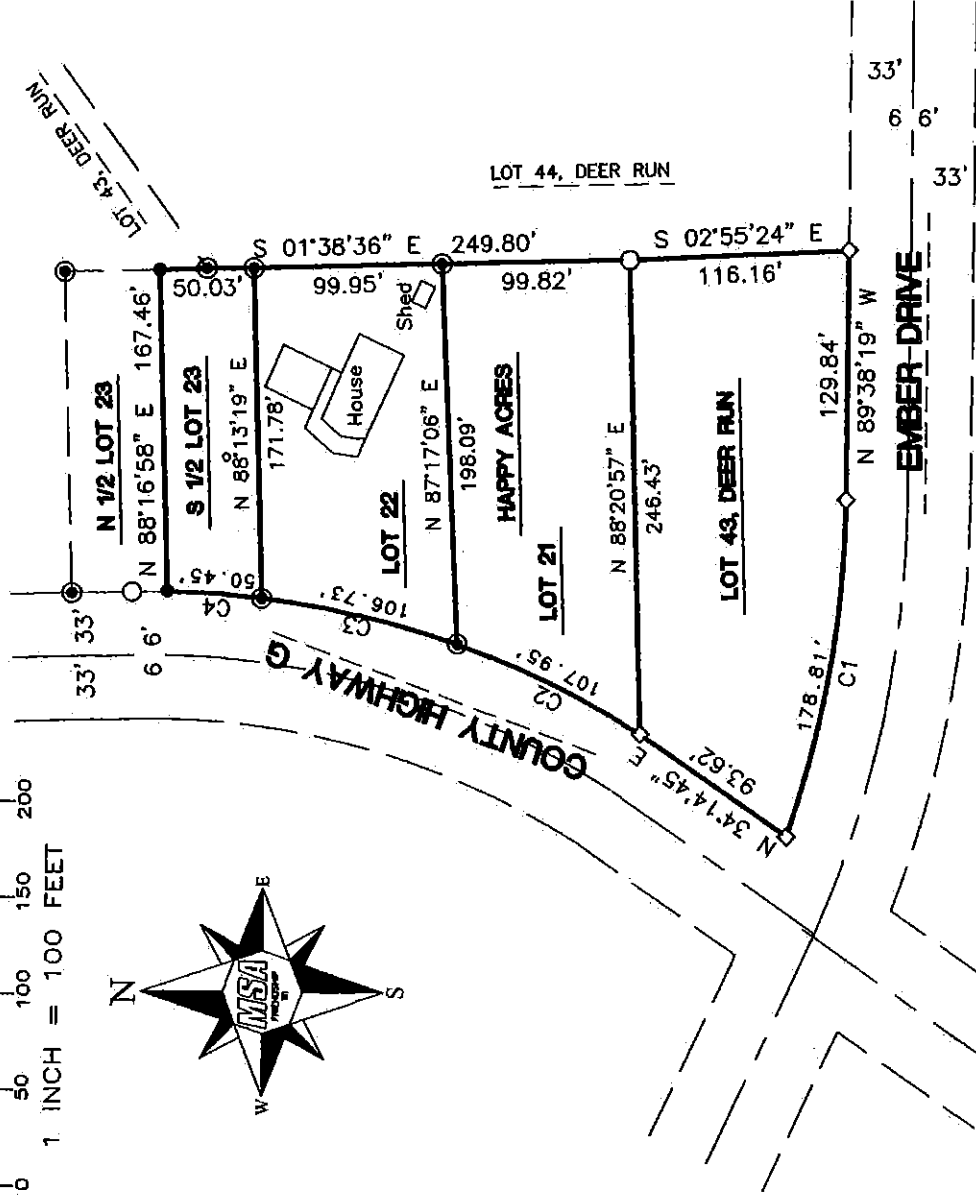 LOT 43, DEER RUN
33'
6 6'
33'
LOT 44, DEER RUN
S 01°38'36" E 249.80'
50.03'
99.95'
99.82'
S 02°55'24" E
116.16'
N 1/2 LOT 23
N 88°16'58" E 167.46'
S 1/2 LOT 23
N 88°13'19" E
171.78'
House
Shed
LOT 22
N 87°17'06" E
198.09'
HAPPY ACRES
LOT 21
N 88°20'57" E
246.43'
LOT 43, DEER RUN
129.84'
N 89°38'19" W
EMBER DRIVE
33' 33'
6 6'
50.45'
C4
106.73'
C3
107.95'
C2
COUNTY HIGHWAY G
N 34°14'45" E
93.62'
178.81'
C1
0 50 100 150 200
1 INCH = 100 FEET
N
E
S
W
MSA
FRIENDSHIP
WI